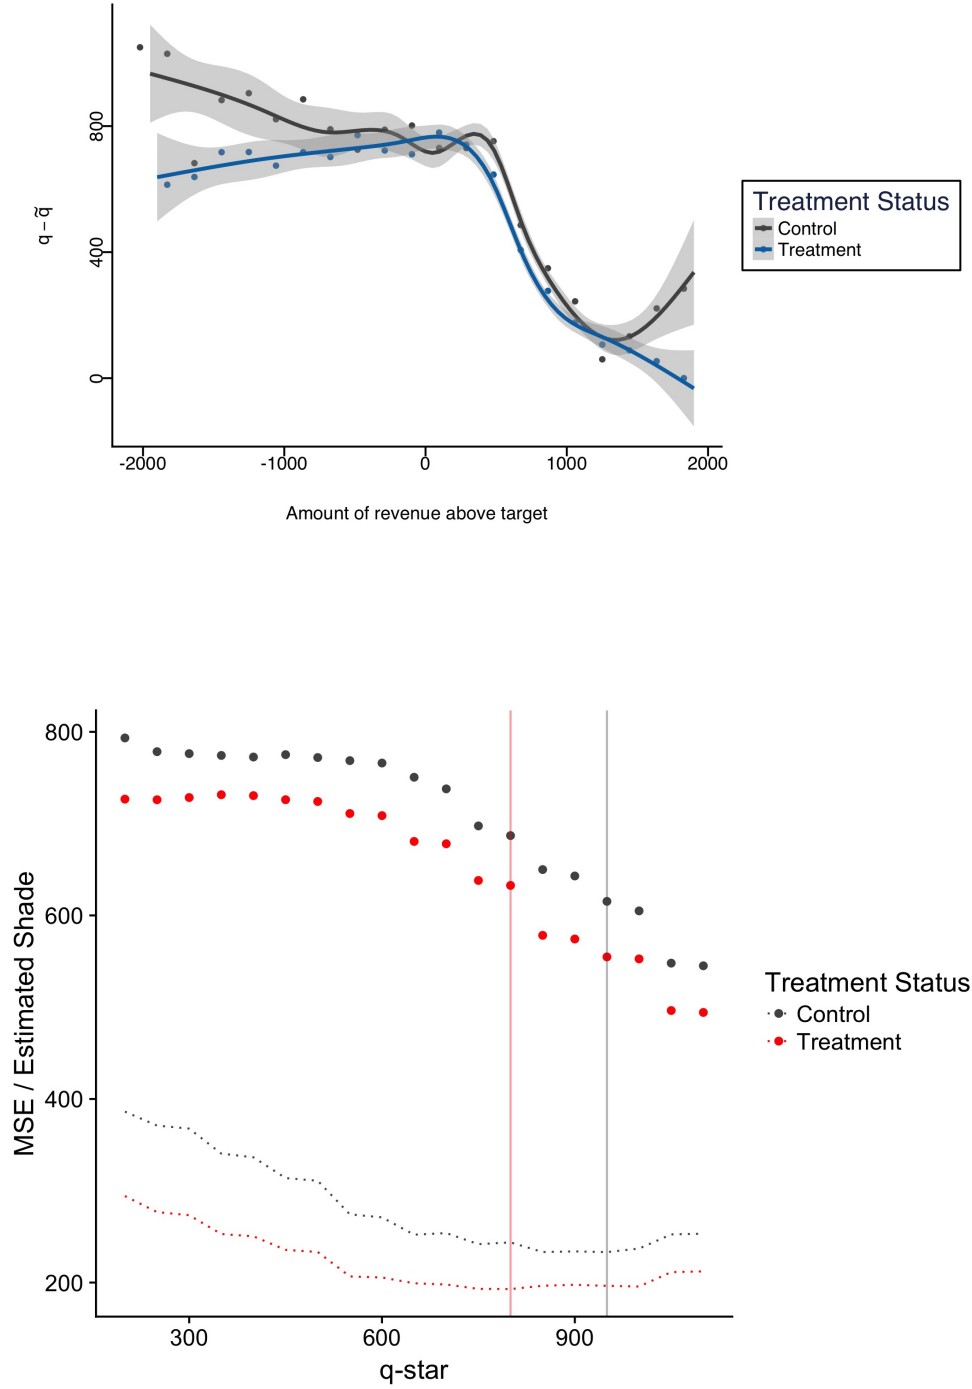 800
400
0
q − q̃
-2000 -1000 0 1000 2000
Amount of revenue above target
Treatment Status
Control
Treatment
800
600
400
200
MSE / Estimated Shade
300 600 900
q-star
Treatment Status
Control
Treatment